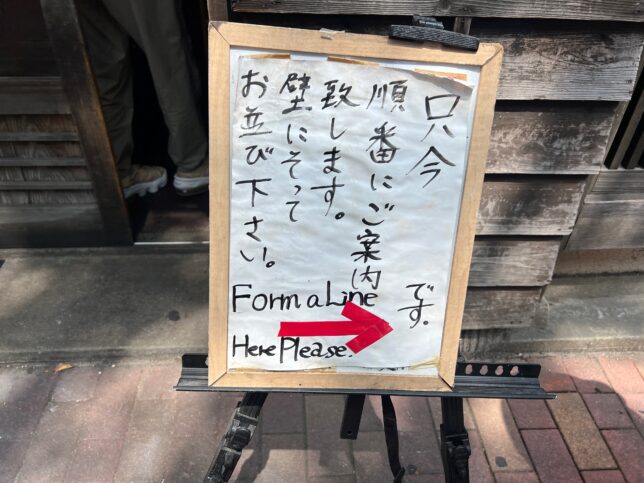 只今
です。
順番にご案内
致します。
壁にそって
お並び下さい。
Form a Line
Here Please.